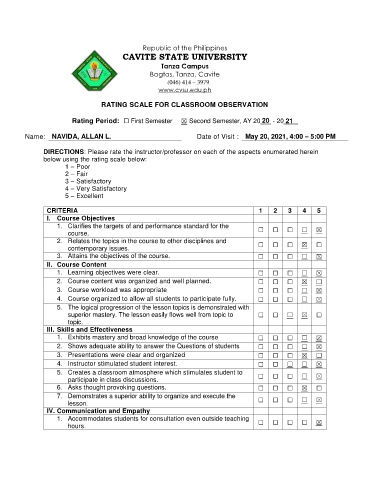 Republic of the Philippines
CAVITE STATE UNIVERSITY
Tanza Campus
Bagtas, Tanza, Cavite
(046) 414 – 3979
www.cvsu.edu.ph
RATING SCALE FOR CLASSROOM OBSERVATION
Rating Period: ☐ First Semester ☒ Second Semester, AY 20 20 - 20 21
Name: NAVIDA, ALLAN L. Date of Visit : May 20, 2021, 4:00 – 5:00 PM
DIRECTIONS: Please rate the instructor/professor on each of the aspects enumerated herein
below using the rating scale below:
1 – Poor
2 – Fair
3 – Satisfactory
4 – Very Satisfactory
5 – Excellent
CRITERIA 1 2 3 4 5
I. Course Objectives
1. Clarifies the targets of and performance standard for the
course. ☐ ☐ ☐ ☐ ☒
2. Relates the topics in the course to other disciplines and
contemporary issues. ☐ ☐ ☐ ☒ ☐
3. Attains the objectives of the course. ☐ ☐ ☐ ☐ ☒
II. Course Content
1. Learning objectives were clear. ☐ ☐ ☐ ☐ ☒
2. Course content was organized and well planned. ☐ ☐ ☐ ☒ ☐
3. Course workload was appropriate ☐ ☐ ☐ ☐ ☒
4. Course organized to allow all students to participate fully. ☐ ☐ ☐ ☐ ☒
5. The logical progression of the lesson topics is demonstrated with
superior mastery. The lesson easily flows well from topic to
topic. ☐ ☐ ☐ ☒ ☐
III. Skills and Effectiveness
1. Exhibits mastery and broad knowledge of the course ☐ ☐ ☐ ☐ ☒
2. Shows adequate ability to answer the Questions of students ☐ ☐ ☐ ☐ ☒
3. Presentations were clear and organized ☐ ☐ ☐ ☒ ☐
4. Instructor stimulated student interest. ☐ ☐ ☐ ☐ ☒
5. Creates a classroom atmosphere which stimulates student to
participate in class discussions. ☐ ☐ ☐ ☐ ☒
6. Asks thought provoking questions. ☐ ☐ ☐ ☒ ☐
7. Demonstrates a superior ability to organize and execute the
lesson. ☐ ☐ ☐ ☐ ☒
IV. Communication and Empathy
1. Accommodates students for consultation even outside teaching
hours. ☐ ☐ ☐ ☐ ☒